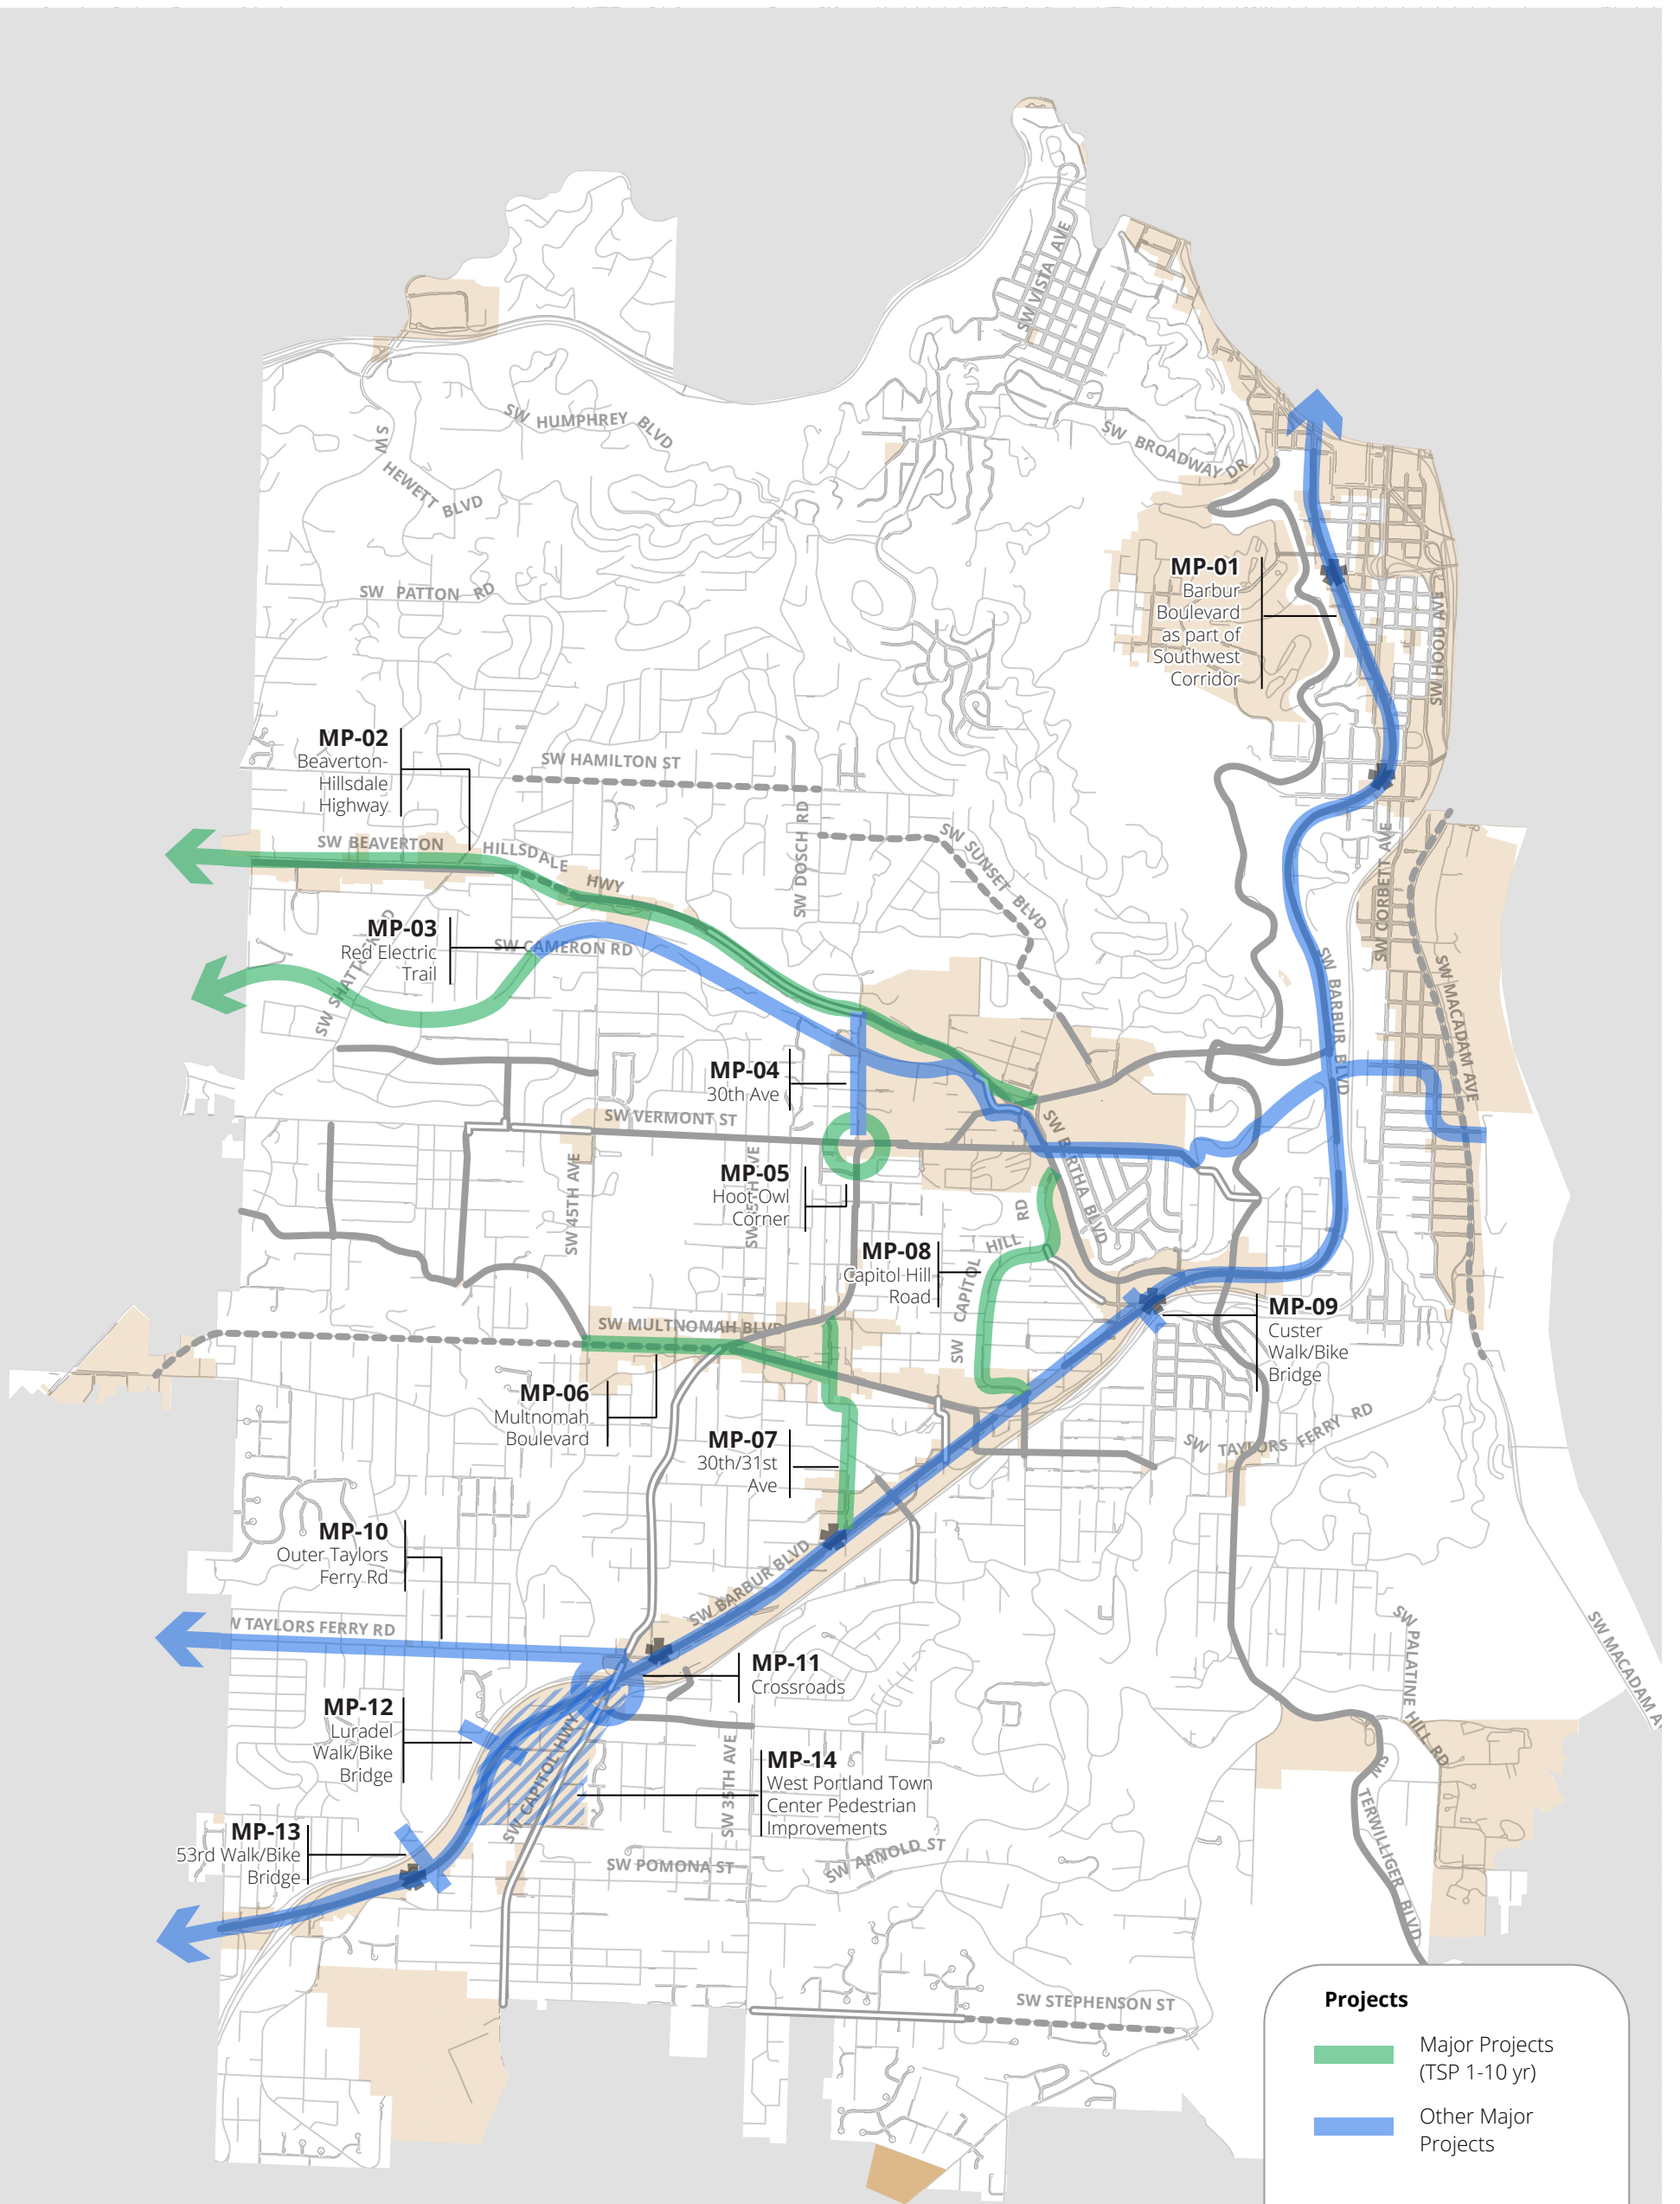 SW VISTA AVE
SW HUMPHREY BLVD
SW HEWETT BLVD
SW BROADWAY DR
MP-01
Barbur
Boulevard
as part of
Southwest
Corridor
SW PATTON RD
SW HOOD AVE
MP-02
Beaverton-
Hillsdale
Highway
SW HAMILTON ST
SW DOSCH RD
SW BEAVERTON HILLSDALE HWY
SW SUNSET BLVD
SW CORBETT AVE
MP-03
Red Electric
Trail
SW CAMERON RD
SW BARBUR BLVD
SW MACADAM AVE
MP-04
30th Ave
SW VERMONT ST
SW BERTHA BLVD
SW 45TH AVE
MP-05
Hoot-Owl
Corner
SW CAPITOL HILL RD
MP-08
Capitol Hill
Road
MP-09
Custer
Walk/Bike
Bridge
SW MULTNOMAH BLVD
MP-06
Multnomah
Boulevard
MP-07
30th/31st
Ave
SW TAYLORS FERRY RD
MP-10
Outer Taylors
Ferry Rd
SW BARBUR BLVD
W TAYLORS FERRY RD
SW PALATINE HILL RD
SW MACADAM A
MP-11
Crossroads
MP-12
Luradel
Walk/Bike
Bridge
SW CAPITOL HWY
SW 35TH AVE
MP-14
West Portland Town
Center Pedestrian
Improvements
SW TERWILLIGER BLVD
MP-13
53rd Walk/Bike
Bridge
SW POMONA ST
SW ARNOLD ST
SW STEPHENSON ST
Projects
Major Projects
(TSP 1-10 yr)
Other Major
Projects